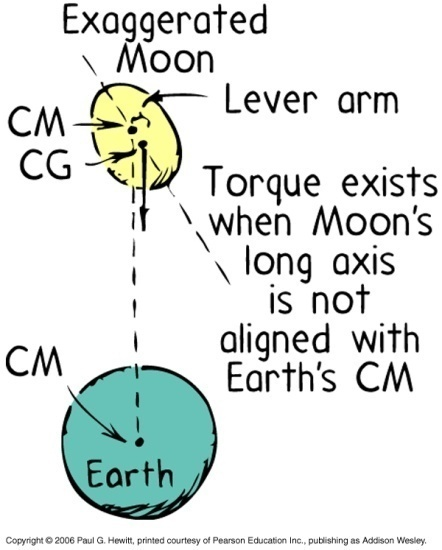 Exaggerated
Moon
Lever arm
CM
CG
Torque exists
when Moon's
long axis
is not
aligned with
Earth's CM
CM
Earth
Copyright © 2006 Paul G. Hewitt, printed courtesy of Pearson Education Inc., publishing as Addison Wesley.